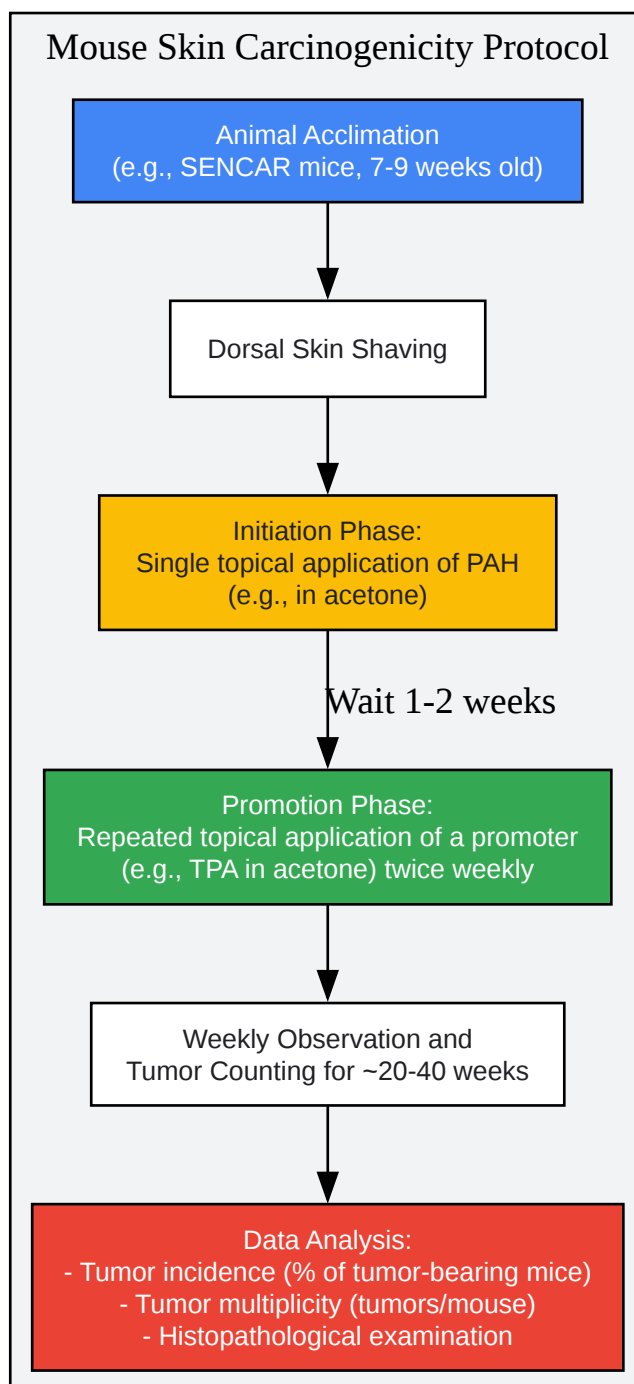 Mouse Skin Carcinogenicity Protocol
Animal Acclimation
(e.g., SENCAR mice, 7-9 weeks old)
Dorsal Skin Shaving
Initiation Phase:
Single topical application of PAH
(e.g., in acetone)
Wait 1-2 weeks
Promotion Phase:
Repeated topical application of a promoter
(e.g., TPA in acetone) twice weekly
Weekly Observation and
Tumor Counting for ~20-40 weeks
Data Analysis:
- Tumor incidence (% of tumor-bearing mice)
- Tumor multiplicity (tumors/mouse)
- Histopathological examination